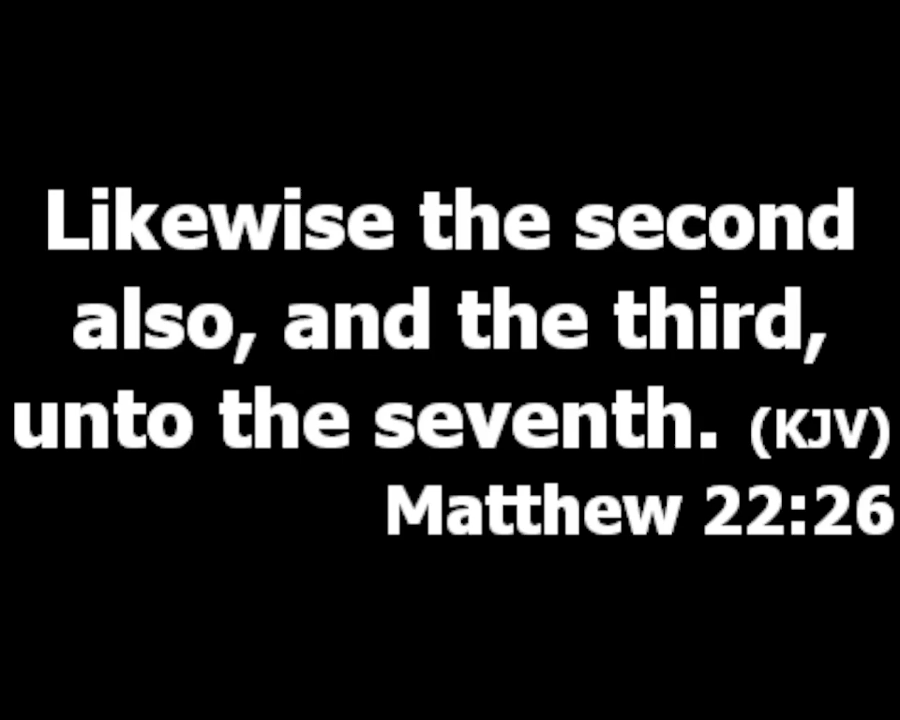 Likewise the second
also, and the third,
unto the seventh. (KJV)
Matthew 22:26